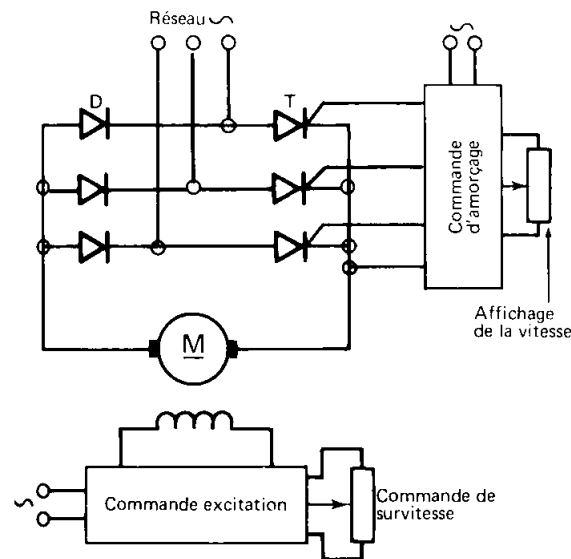 Réseau ∿
∿
D
T
Commande
d'amorçage
Affichage
de la vitesse
M
∿
Commande excitation
Commande de
survitesse